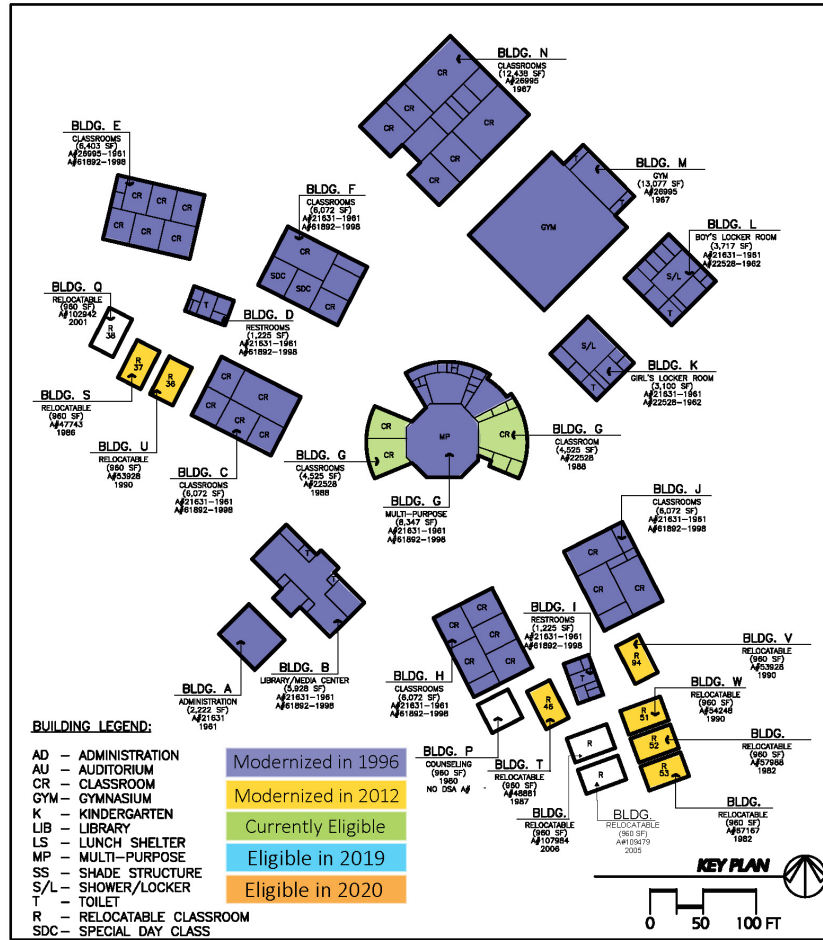 BLDG. N
CLASSROOMS
(12,438 SF)
A#26995
1967
CR
CR
CR
CR
CR
CR
CR
BLDG. E
CLASSROOMS
(6,403 SF)
A#26995-1961
A#61892-1998
CR
CR
CR
CR
CR
CR
BLDG. F
CLASSROOMS
(6,072 SF)
A#21631-1961
A#61892-1998
CR
SDC
SDC
CR
BLDG. M
GYM
(13,077 SF)
A#26995
1967
T
GYM
BLDG. L
BOY'S LOCKER ROOM
(3,717 SF)
A#21631-1961
A#22528-1962
S/L
T
BLDG. Q
RELOCATABLE
(960 SF)
A#102942
2001
R
38
T
BLDG. D
RESTROOMS
(1,225 SF)
A#21631-1961
A#61892-1998
R
37
R
36
BLDG. S
RELOCATABLE
(960 SF)
A#47743
1986
BLDG. U
RELOCATABLE
(960 SF)
A#53928
1990
CR
CR
CR
CR
CR
BLDG. C
CLASSROOMS
(6,072 SF)
A#21631-1961
A#61892-1998
S/L
T
BLDG. K
GIRL'S LOCKER ROOM
(3,100 SF)
A#21631-1961
A#22528-1962
CR
CR
MP
CR
BLDG. G
CLASSROOMS
(4,525 SF)
A#22528
1988
BLDG. G
CLASSROOM
(4,525 SF)
A#22528
1988
BLDG. G
MULTI-PURPOSE
(8,347 SF)
A#21631-1961
A#61892-1998
BLDG. J
CLASSROOMS
(6,072 SF)
A#21631-1961
A#61892-1998
CR
CR
CR
CR
T
T
BLDG. B
LIBRARY/MEDIA CENTER
(5,928 SF)
A#21631-1961
A#61892-1998
BLDG. A
ADMINISTRATION
(2,222 SF)
A#21631
1961
CR
CR
CR
CR
CR
CR
BLDG. H
CLASSROOMS
(6,072 SF)
A#21631-1961
A#61892-1998
BLDG. I
RESTROOMS
(1,225 SF)
A#21631-1961
A#61892-1998
T
R
94
BLDG. V
RELOCATABLE
(960 SF)
A#53928
1990
BLDG. W
RELOCATABLE
(960 SF)
A#54248
1990
R
51
R
52
R
53
BLDG.
RELOCATABLE
(960 SF)
A#57988
1982
BLDG.
RELOCATABLE
(960 SF)
A#67167
1982
BLDG. P
COUNSELING
(960 SF)
1980
NO DSA A#
R
46
BLDG. T
RELOCATABLE
(960 SF)
A#48881
1987
R
R
BLDG.
RELOCATABLE
(960 SF)
A#107984
2006
BLDG.
RELOCATABLE
(960 SF)
A#109479
2005
BUILDING LEGEND:
AD – ADMINISTRATION
AU – AUDITORIUM
CR – CLASSROOM
GYM – GYMNASIUM
K – KINDERGARTEN
LIB – LIBRARY
LS – LUNCH SHELTER
MP – MULTI-PURPOSE
SS – SHADE STRUCTURE
S/L – SHOWER/LOCKER
T – TOILET
R – RELOCATABLE CLASSROOM
SDC – SPECIAL DAY CLASS
Modernized in 1996
Modernized in 2012
Currently Eligible
Eligible in 2019
Eligible in 2020
KEY PLAN
0 50 100 FT